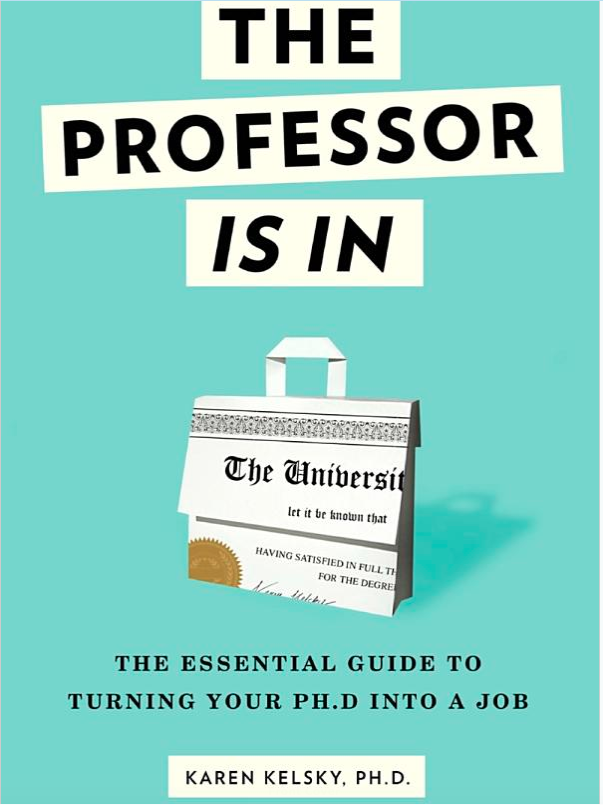 THE
PROFESSOR
IS IN
The Universit
let it be known that
HAVING SATISFIED IN FULL TH
FOR THE DEGRE
THE ESSENTIAL GUIDE TO
TURNING YOUR PH.D INTO A JOB
KAREN KELSKY, PH.D.